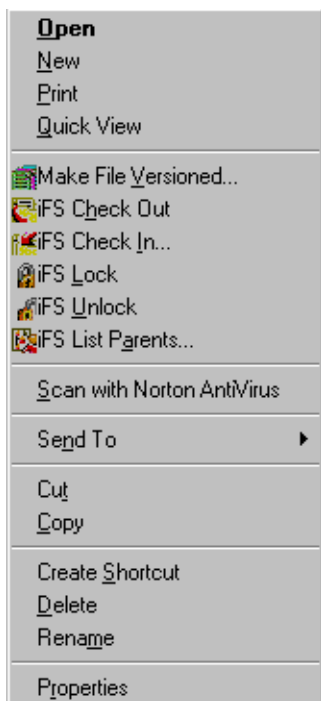 Open
New
Print
Quick View
Make File Versioned...
iFS Check Out
iFS Check In...
iFS Lock
iFS Unlock
iFS List Parents...
Scan with Norton AntiVirus
Send To
Cut
Copy
Create Shortcut
Delete
Rename
Properties